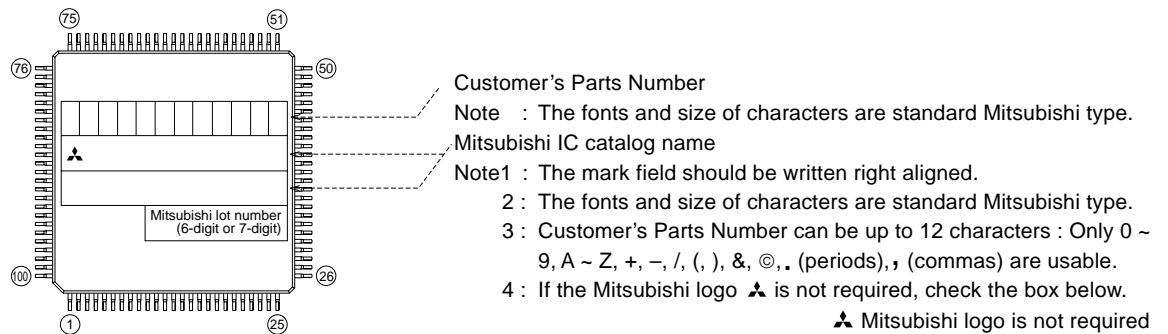 75 51
76 50
Customer's Parts Number
Note : The fonts and size of characters are standard Mitsubishi type.
Mitsubishi IC catalog name
Note1 : The mark field should be written right aligned.
2 : The fonts and size of characters are standard Mitsubishi type.
3 : Customer's Parts Number can be up to 12 characters : Only 0 ~
9, A ~ Z, +, –, /, (, ), &, ©, . (periods), , (commas) are usable.
4 : If the Mitsubishi logo is not required, check the box below.
Mitsubishi logo is not required
Mitsubishi lot number
(6-digit or 7-digit)
100 26
1 25